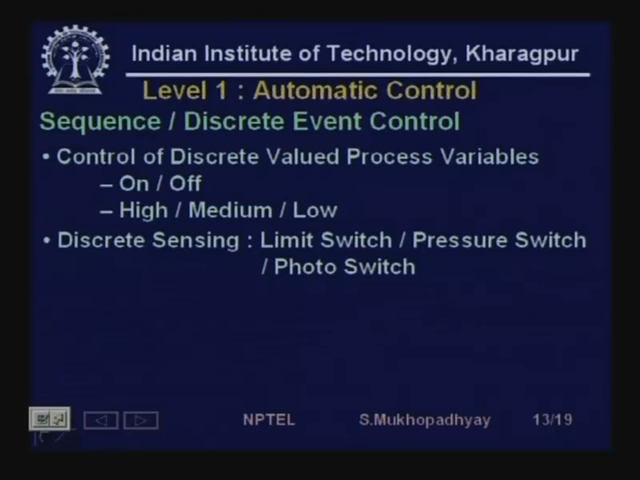 Indian Institute of Technology, Kharagpur
Level 1 : Automatic Control
Sequence / Discrete Event Control
• Control of Discrete Valued Process Variables
– On / Off
– High / Medium / Low
• Discrete Sensing : Limit Switch / Pressure Switch
/ Photo Switch
NPTEL S.Mukhopadhyay 13/19